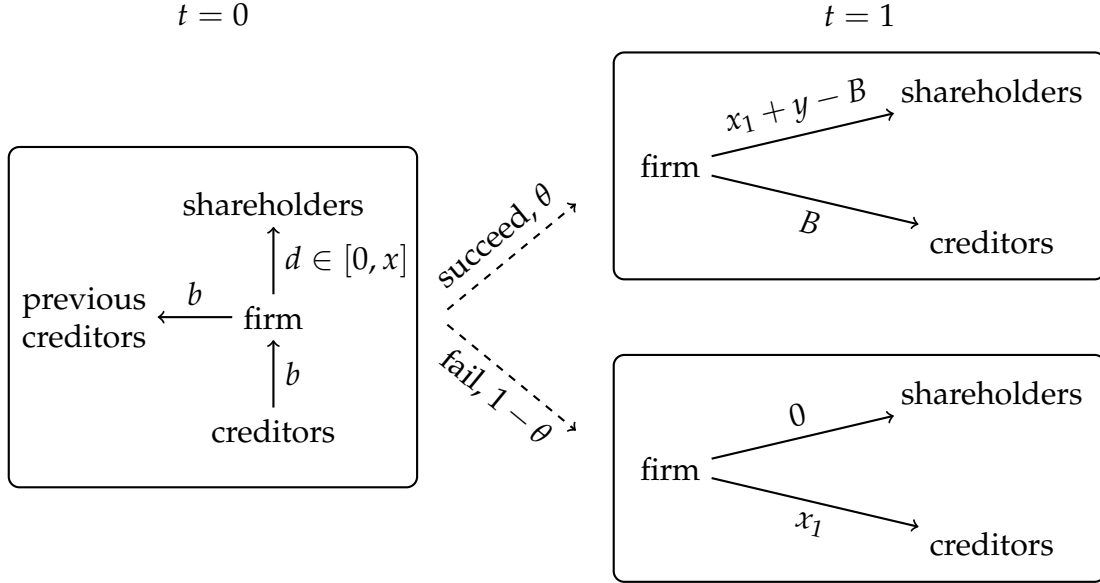 t = 0
t = 1
shareholders
d ∈ [0, x]
previous
creditors
b
firm
b
creditors
succeed, θ
fail, 1 − θ
shareholders
x₁ + y − B
firm
B
creditors
shareholders
0
firm
x₁
creditors